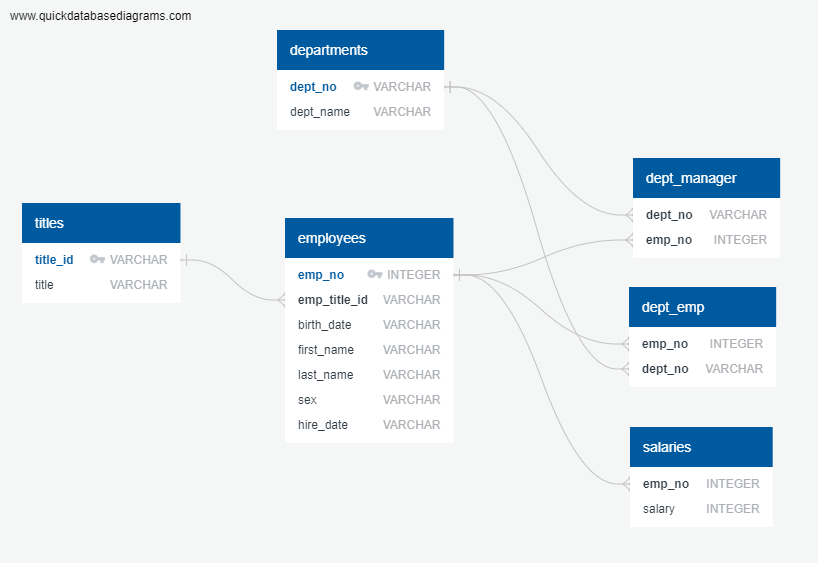 www.quickdatabasediagrams.com
departments
dept_no VARCHAR
dept_name VARCHAR
titles
title_id VARCHAR
title VARCHAR
employees
emp_no INTEGER
emp_title_id VARCHAR
birth_date VARCHAR
first_name VARCHAR
last_name VARCHAR
sex VARCHAR
hire_date VARCHAR
dept_manager
dept_no VARCHAR
emp_no INTEGER
dept_emp
emp_no INTEGER
dept_no VARCHAR
salaries
emp_no INTEGER
salary INTEGER